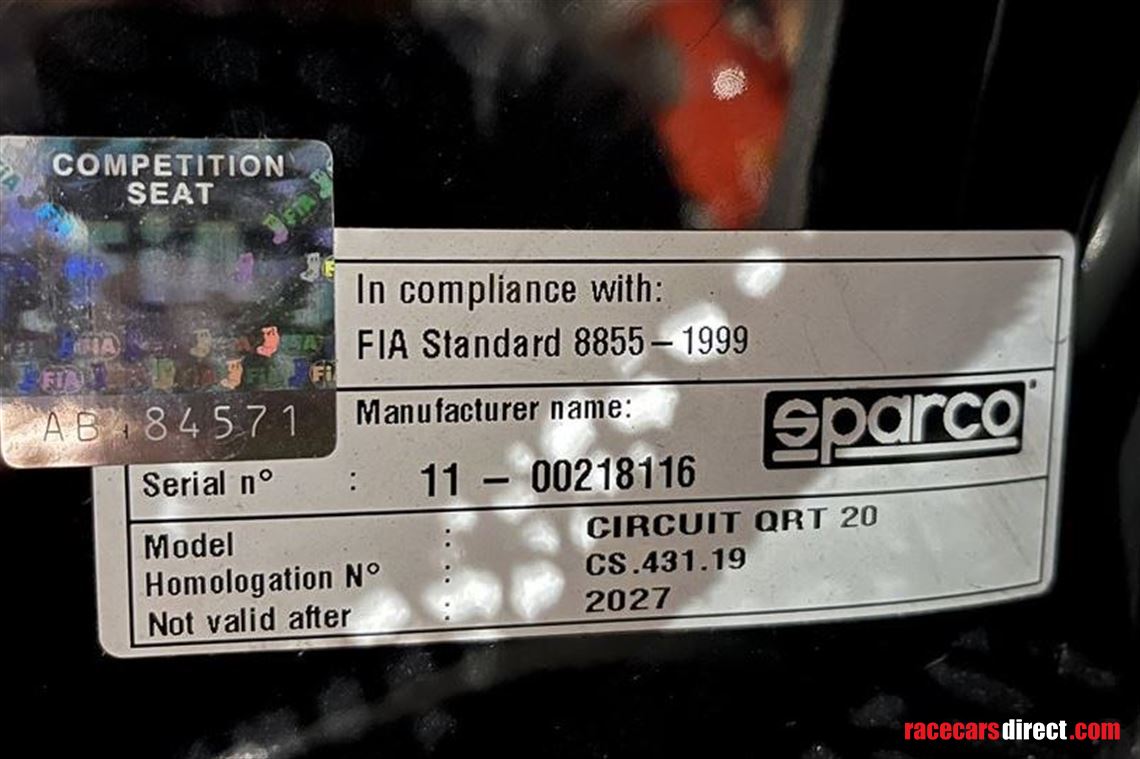 COMPETITION
SEAT
FIA
AB 84571
In compliance with:
FIA Standard 8855-1999
Manufacturer name:
sparco
Serial n° : 11 - 00218116
Model : CIRCUIT QRT 20
Homologation N° : CS.431.19
Not valid after : 2027
racecarsdirect.com